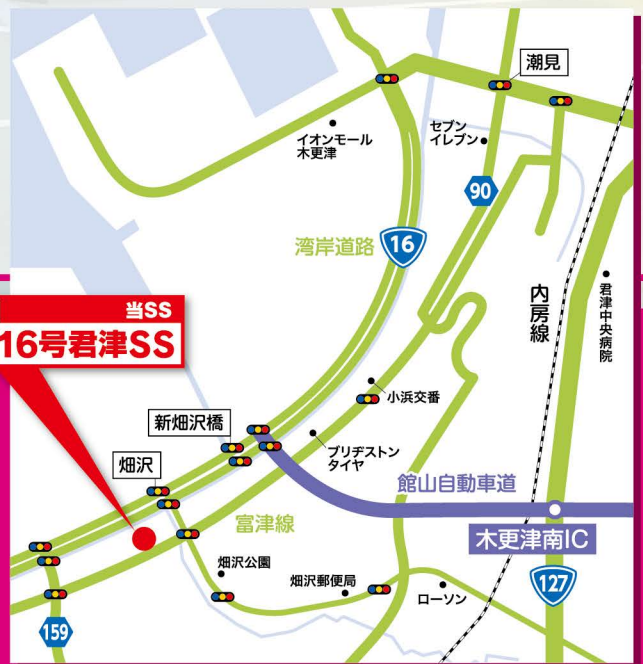 潮見
イオンモール
木更津
セブン
イレブン
90
湾岸道路
16
内房線
君津中央病院
当SS
16号君津SS
小浜交番
新畑沢橋
ブリヂストン
タイヤ
畑沢
館山自動車道
富津線
木更津南IC
畑沢公園
畑沢郵便局
ローソン
127
159